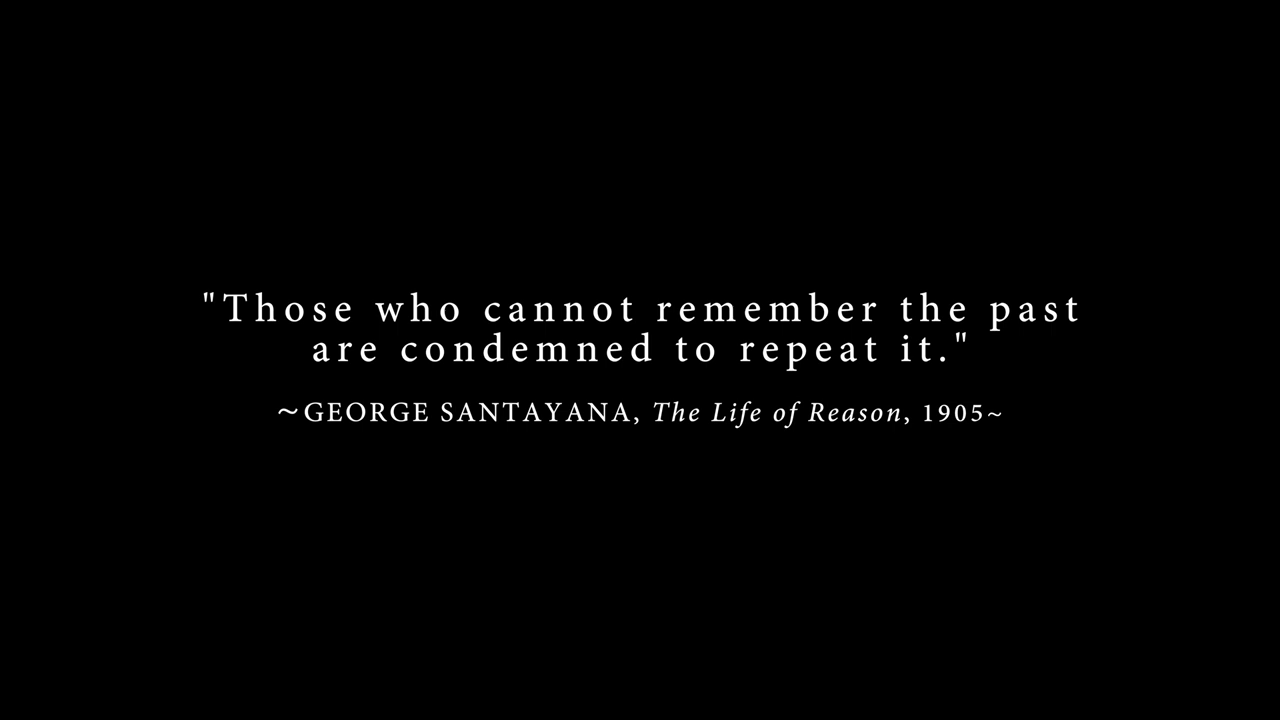 "Those who cannot remember the past
are condemned to repeat it."
~GEORGE SANTAYANA, The Life of Reason, 1905~